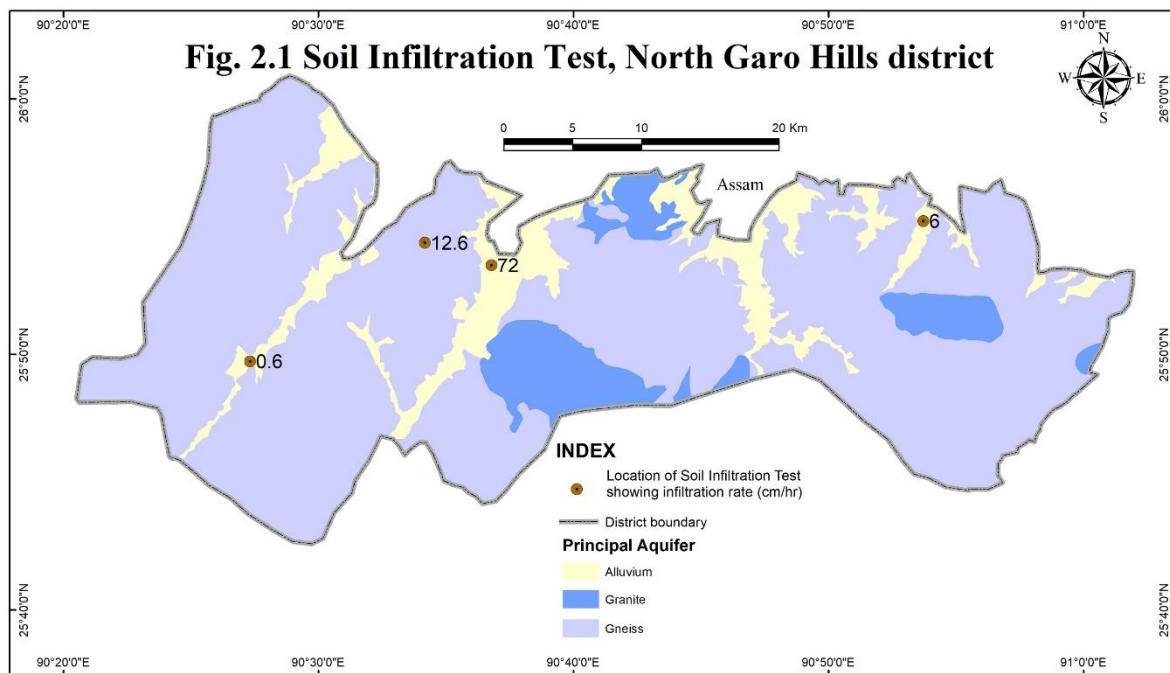 90°20'0"E 90°30'0"E 90°40'0"E 90°50'0"E 91°0'0"E
Fig. 2.1 Soil Infiltration Test, North Garo Hills district
N
W E
S
26°0'0"N 26°0'0"N
0 5 10 20 Km
Assam
6
12.6
72
25°50'0"N 25°50'0"N
0.6
INDEX
Location of Soil Infiltration Test
showing infiltration rate (cm/hr)
District boundary
Principal Aquifer
Alluvium
Granite
Gneiss
25°40'0"N 25°40'0"N
90°20'0"E 90°30'0"E 90°40'0"E 90°50'0"E 91°0'0"E